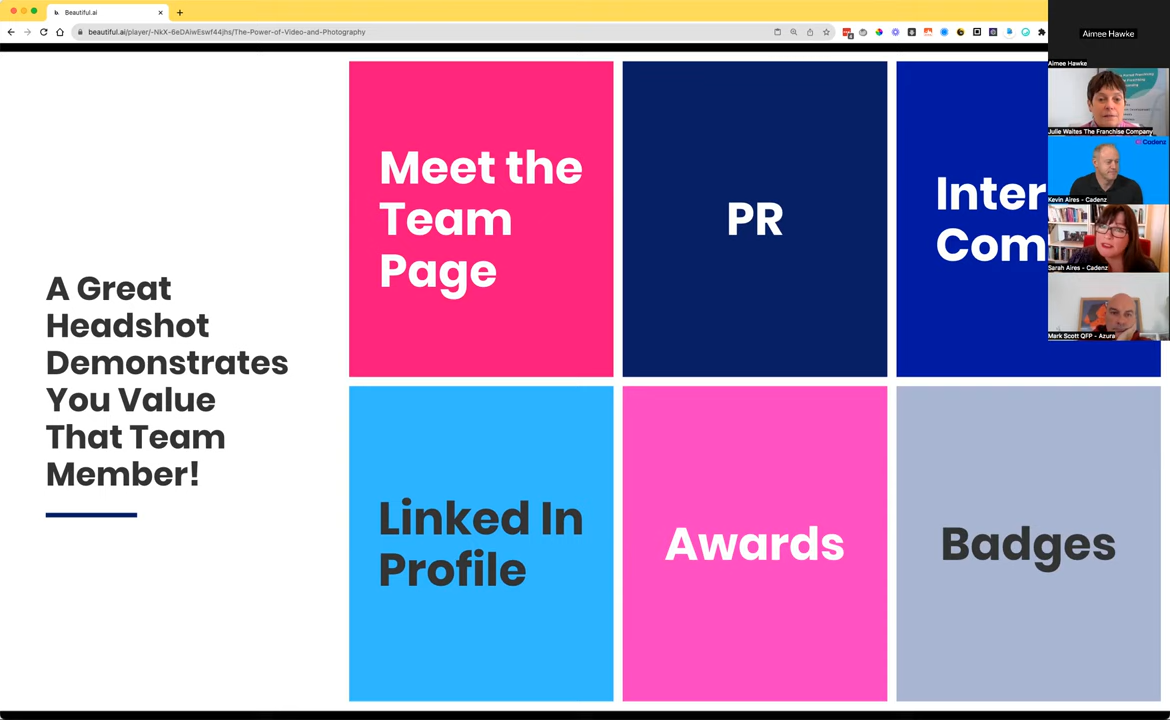 Beautiful.ai
beautiful.ai/player/-NkX-6eDAiwEswf44jhs/The-Power-of-Video-and-Photography
Aimee Hawke
Aimee Hawke
Julie Waites The Franchise Company
Cadenz
Kevin Aires - Cadenz
Sarah Aires - Cadenz
Mark Scott QFP - Azura
A Great
Headshot
Demonstrates
You Value
That Team
Member!
Meet the
Team
Page
PR
Inter
Com
Linked In
Profile
Awards
Badges